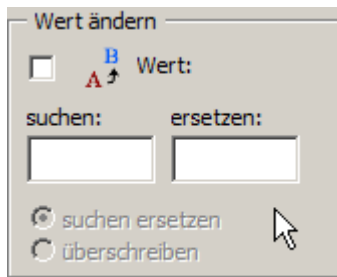 Wert ändern
B
A
Wert:
suchen: ersetzen:
suchen ersetzen
überschreiben